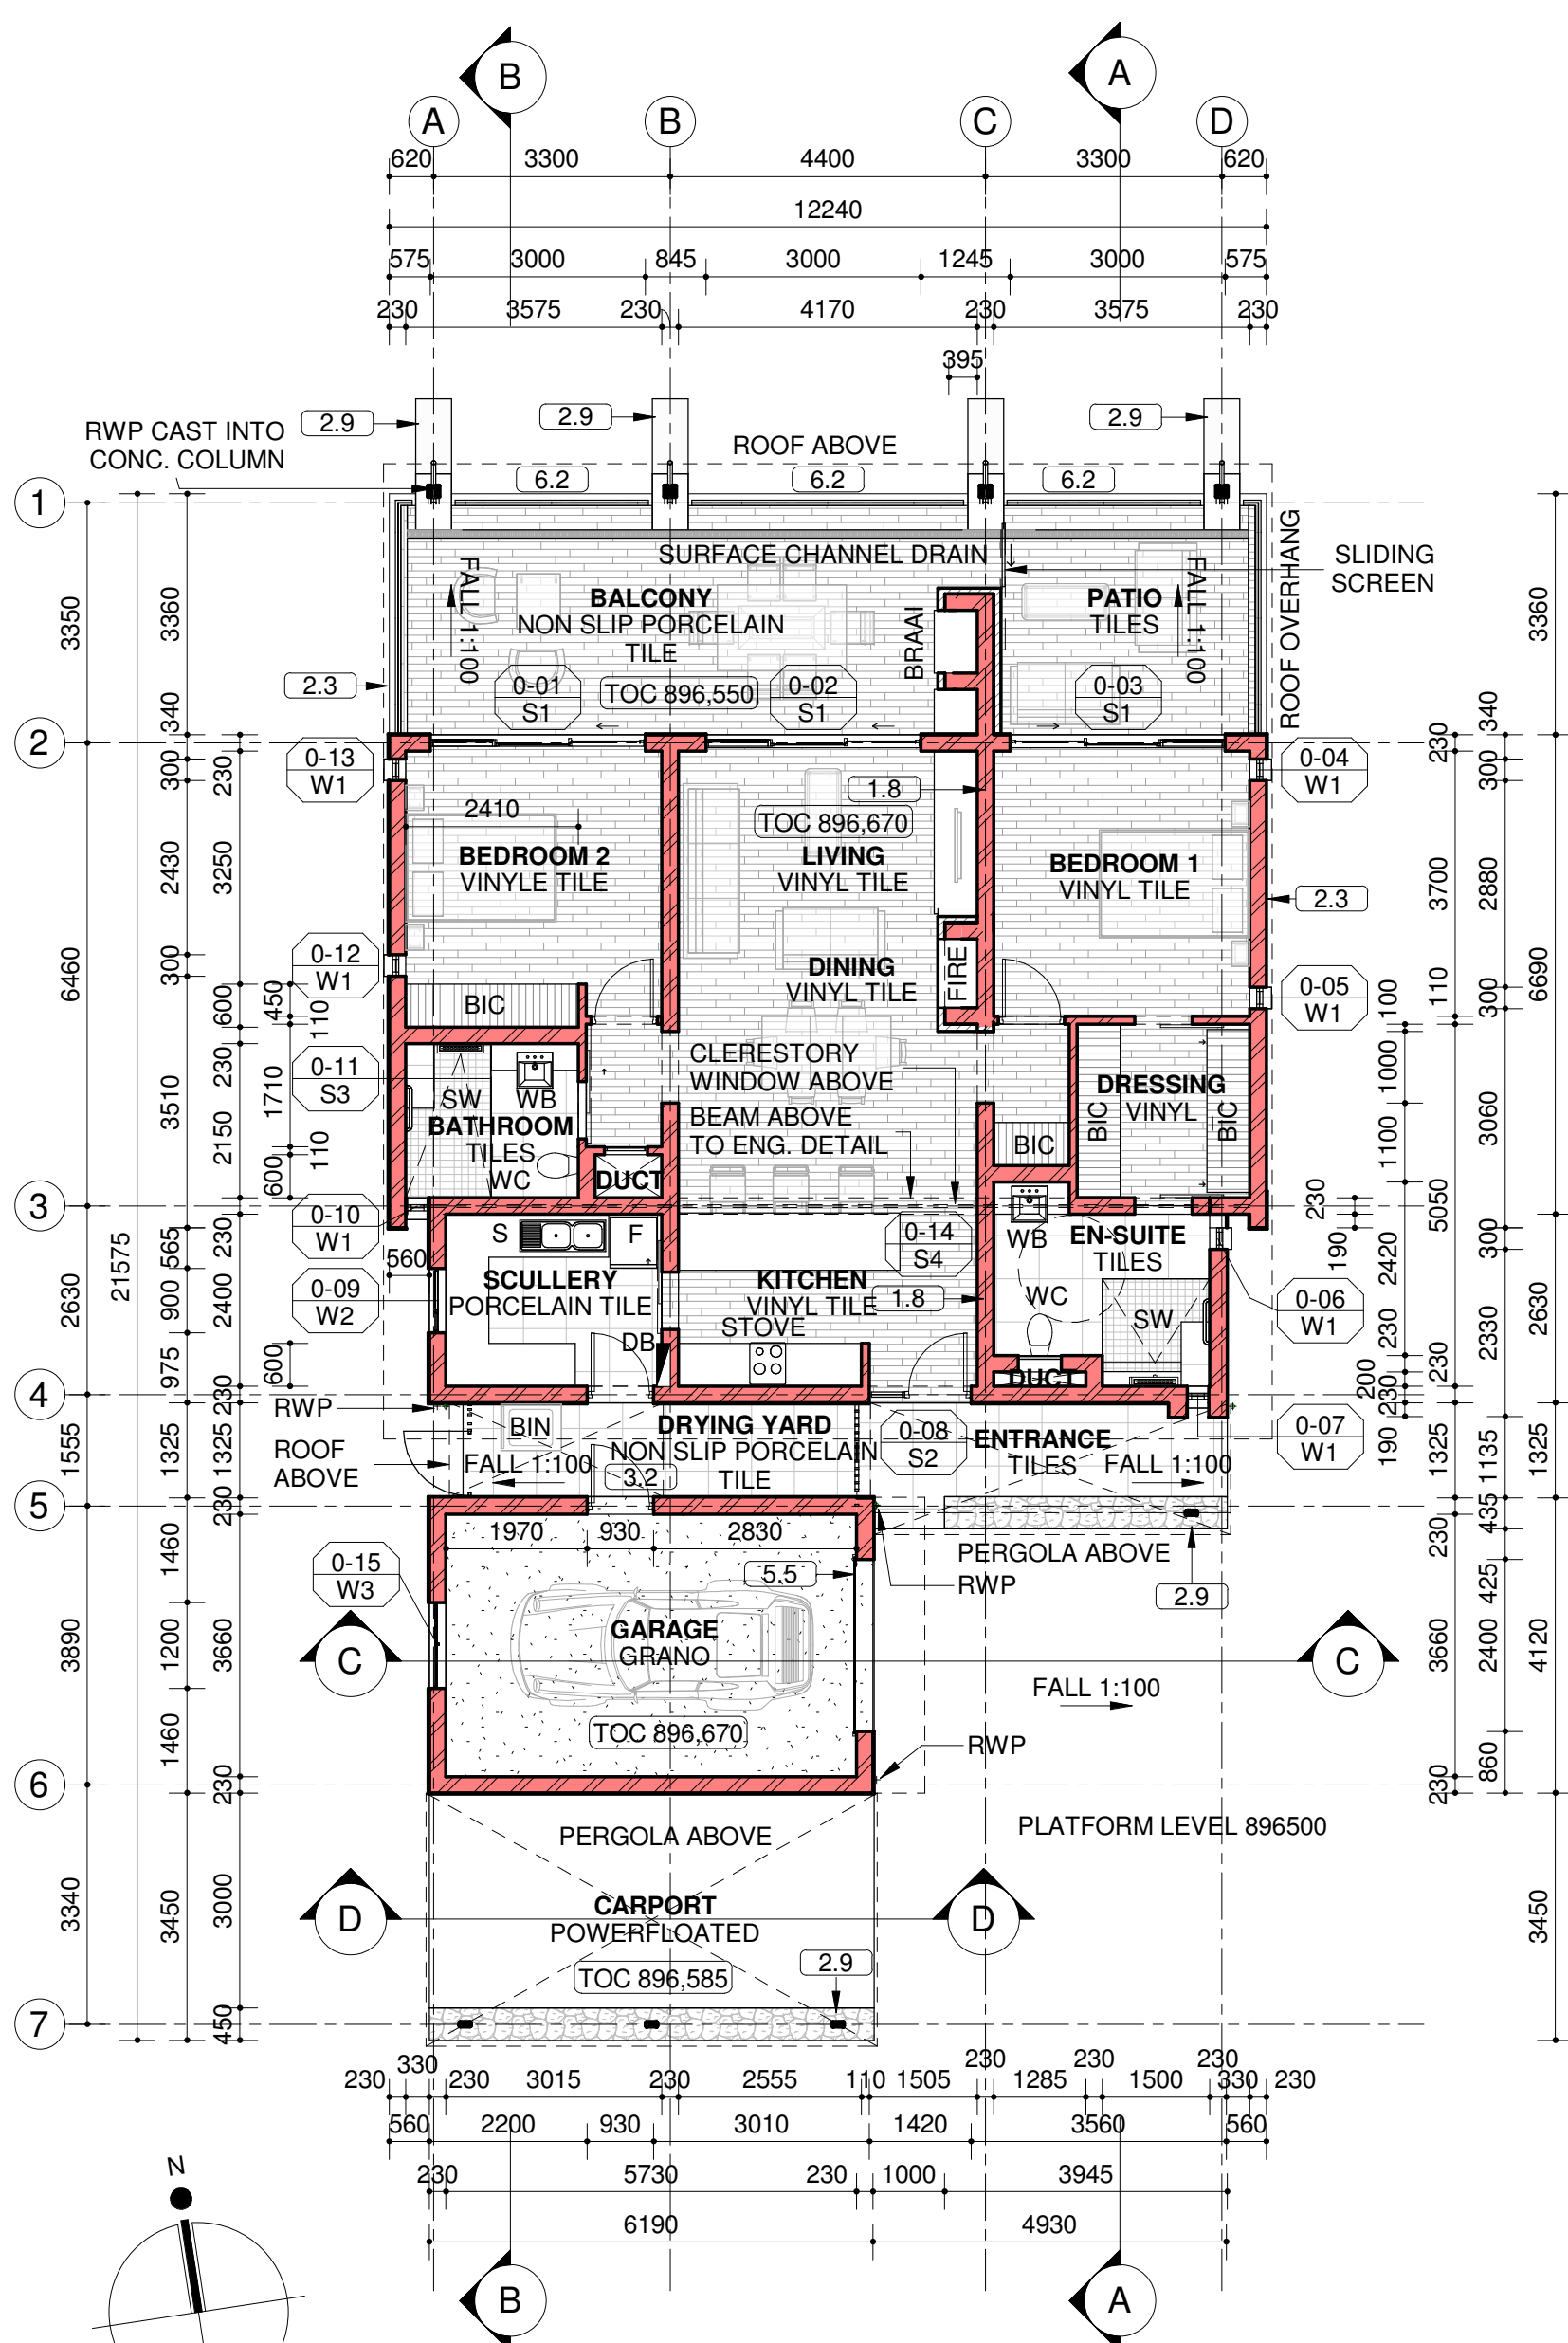 B
A
A
B
C
D
620
3300
4400
3300
620
12240
575
3000
845
3000
1245
3000
575
230
3575
230
4170
230
3575
230
395
2.9
2.9
2.9
RWP CAST INTO
CONC. COLUMN
ROOF ABOVE
6.2
6.2
6.2
1
SURFACE CHANNEL DRAIN
SLIDING
SCREEN
ROOF OVERHANG
FALL 1:100
BALCONY
NON SLIP PORCELAIN
TILE
BRAAI
PATIO
TILES
FALL 1:100
3350
3360
340
3360
340
2.3
0-01
S1
TOC 896,550
0-02
S1
0-03
S1
2
0-13
W1
0-04
W1
300
230
230
300
2410
1.8
TOC 896,670
BEDROOM 2
VINYLE TILE
LIVING
VINYL TILE
BEDROOM 1
VINYL TILE
2.3
2430
3250
3700
2880
6460
6690
0-12
W1
300
DINING
VINYL TILE
FIRE
0-05
W1
BIC
600
450
110
110
100
300
CLERESTORY
WINDOW ABOVE
BEAM ABOVE
TO ENG. DETAIL
0-11
S3
SW
WB
BATHROOM
TILES
WC
DUCT
BIC
BIC
DRESSING
VINYL
BIC
3510
230
1710
2150
110
600
1000
1100
3060
3
0-10
W1
560
S
F
0-14
S4
WB
EN-SUITE
TILES
230
190
5050
300
21575
565
230
SCULLERY
PORCELAIN TILE
KITCHEN
VINYL TILE
STOVE
1.8
WC
SW
0-06
W1
0-09
W2
2630
900
2400
2420
2330
2630
DB
975
600
230
230
DUCT
200
230
230
4
RWP
BIN
DRYING YARD
NON SLIP PORCELAIN
TILE
0-08
S2
ENTRANCE
TILES
FALL 1:100
0-07
W1
ROOF
ABOVE
FALL 1:100
3.2
1555
1325
1325
190
1325
1135
1325
5
230
1970
930
2830
PERGOLA ABOVE
RWP
5.5
2.9
230
435
425
0-15
W3
1460
C
GARAGE
GRANO
C
3890
1200
3660
3660
2400
4120
FALL 1:100
TOC 896,670
RWP
1460
6
230
230
860
PERGOLA ABOVE
PLATFORM LEVEL 896500
D
CARPORT
POWERFLOATED
D
3340
3450
3000
3450
TOC 896,585
2.9
7
450
230
330
230
3015
230
2555
110
1505
230
1285
230
1500
230
330
230
560
2200
930
3010
1420
3560
560
230
5730
230
1000
3945
6190
4930
N
B
A